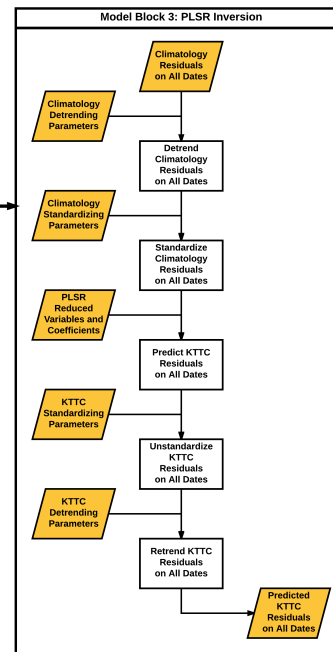 Model Block 3: PLSR Inversion
Climatology
Residuals
on All Dates
Climatology
Detrending
Parameters
Detrend
Climatology
Residuals
on All Dates
Climatology
Standardizing
Parameters
Standardize
Climatology
Residuals
on All Dates
PLSR
Reduced
Variables and
Coefficients
Predict KTTC
Residuals
on All Dates
KTTC
Standardizing
Parameters
Unstandardize
KTTC
Residuals
on All Dates
KTTC
Detrending
Parameters
Retrend KTTC
Residuals
on All Dates
Predicted
KTTC
Residuals
on All Dates